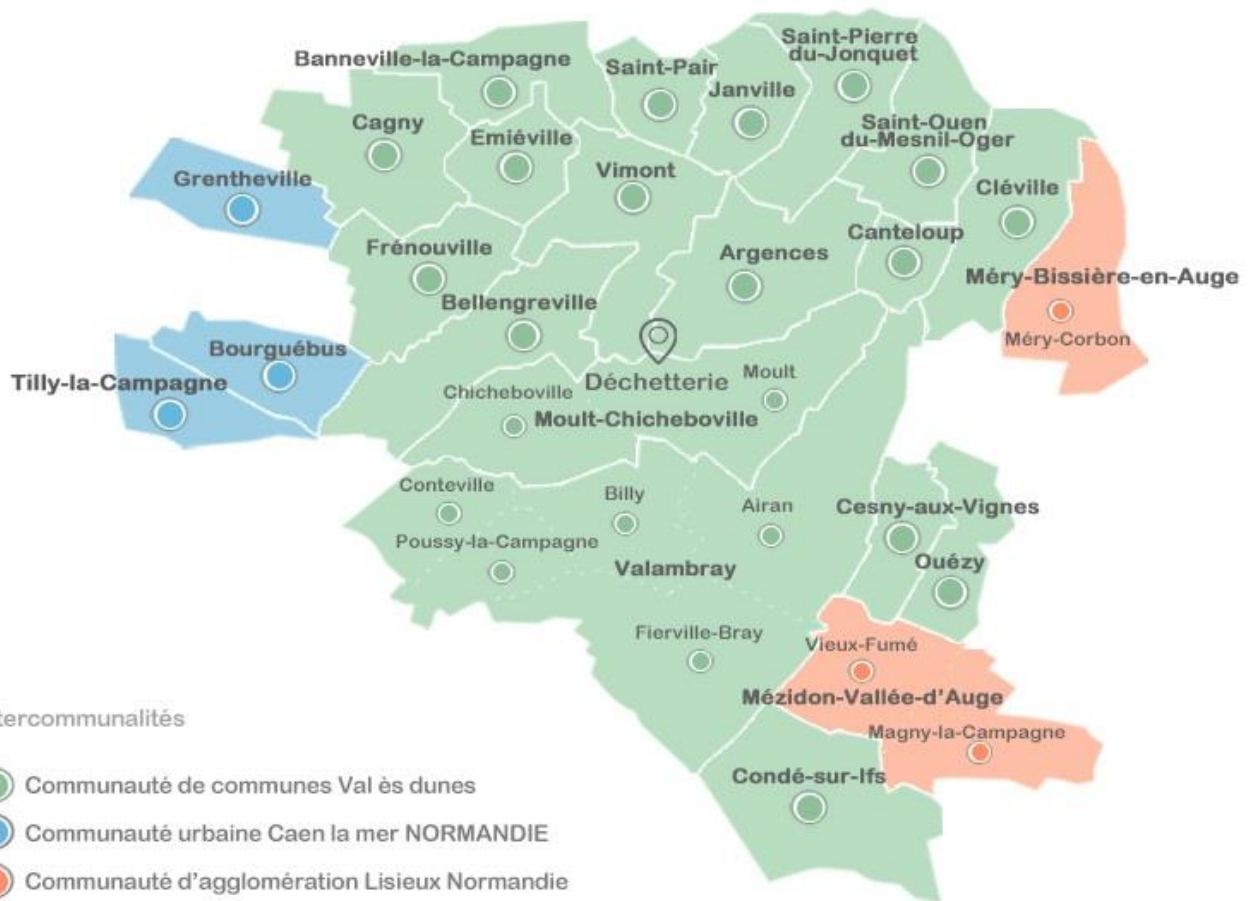 Saint-Pierre
du-Jonquet
Banneville-la-Campagne
Saint-Pair
Janville
Cagny
Emiéville
Saint-Ouen
du-Mesnil-Oger
Vimont
Grentheville
Cléville
Frénouville
Argences
Canteloup
Méry-Bissière-en-Auge
Bellengreville
Méry-Corbon
Bourguébus
Tilly-la-Campagne
Déchetterie
Moult
Chicheboville
Moult-Chicheboville
Conteville
Billy
Airan
Cesny-aux-Vignes
Poussy-la-Campagne
Valambray
Ouézy
Fierville-Bray
Vieux-Fumé
Mézidon-Vallée-d'Auge
Magny-la-Campagne
Condé-sur-Ifs
tercommunalités
Communauté de communes Val ès dunes
Communauté urbaine Caen la mer NORMANDIE
Communauté d'agglomération Lisieux Normandie